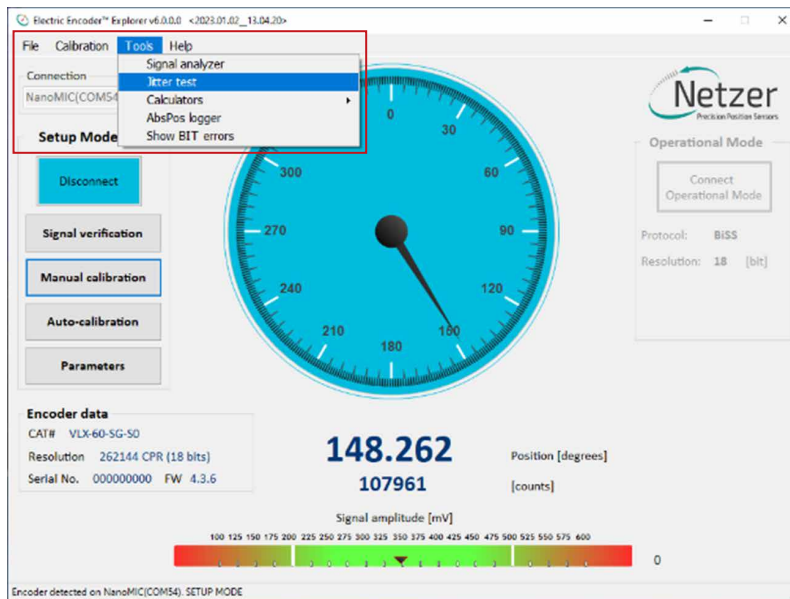 Electric Encoder™ Explorer v6.0.0.0 <2023.01.02__13.04.20>
File Calibration Tools Help
Signal analyzer
Jitter test
Calculators
AbsPos logger
Show BIT errors
Connection
NanoMIC(COM54
Setup Mode
Disconnect
Signal verification
Manual calibration
Auto-calibration
Parameters
0
30
60
90
120
150
180
210
240
270
300
Netzer
Precision Position Sensors
Operational Mode
Connect
Operational Mode
Protocol: BiSS
Resolution: 18 [bit]
Encoder data
CAT# VLX-60-SG-S0
Resolution 262144 CPR (18 bits)
Serial No. 000000000 FW 4.3.6
148.262 Position [degrees]
107961 [counts]
Signal amplitude [mV]
100 125 150 175 200 225 250 275 300 325 350 375 400 425 450 475 500 525 550 575 600
0
Encoder detected on NanoMIC(COM54). SETUP MODE